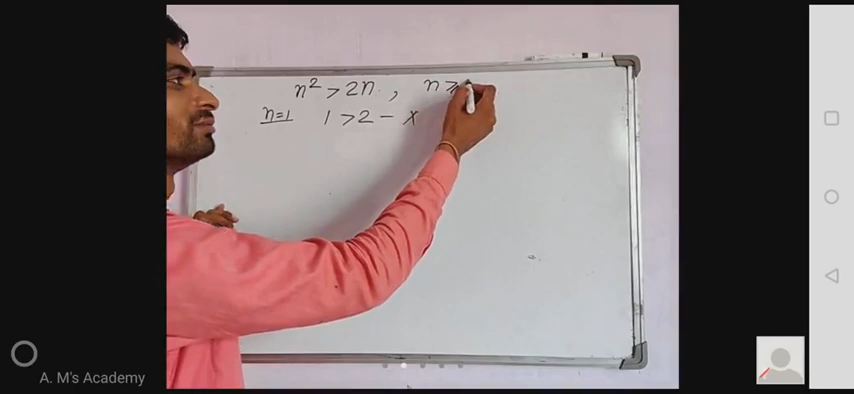 n² > 2n , n ≥
n=1 1 > 2 - ×
A. M's Academy